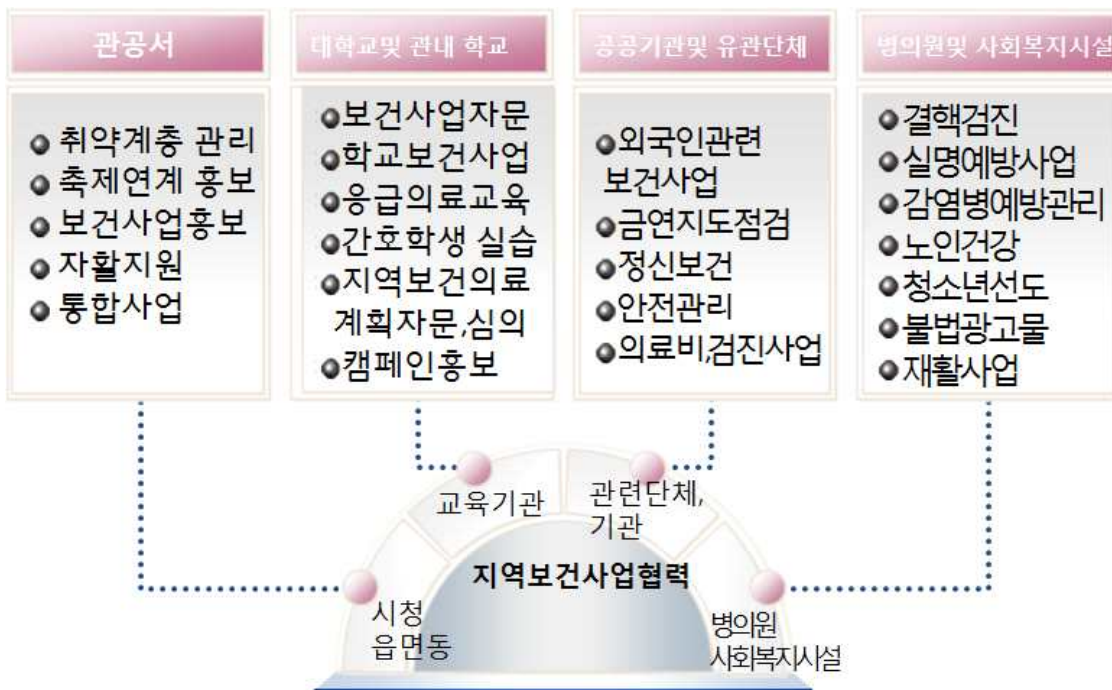 관공서
● 취약계층 관리
● 축제연계 홍보
● 보건사업홍보
● 자활지원
● 통합사업
대학교및 관내 학교
●보건사업자문
●학교보건사업
●응급의료교육
●간호학생 실습
●지역보건의료
계획자문,심의
●캠페인홍보
공공기관및 유관단체
●외국인관련
보건사업
●금연지도점검
●정신보건
●안전관리
●의료비,검진사업
병의원및 사회복지시설
●결핵검진
●실명예방사업
●감염병예방관리
●노인건강
●청소년선도
●불법광고물
●재활사업
교육기관
관련단체,
기관
지역보건사업협력
시청
읍면동
병의원
사회복지시설